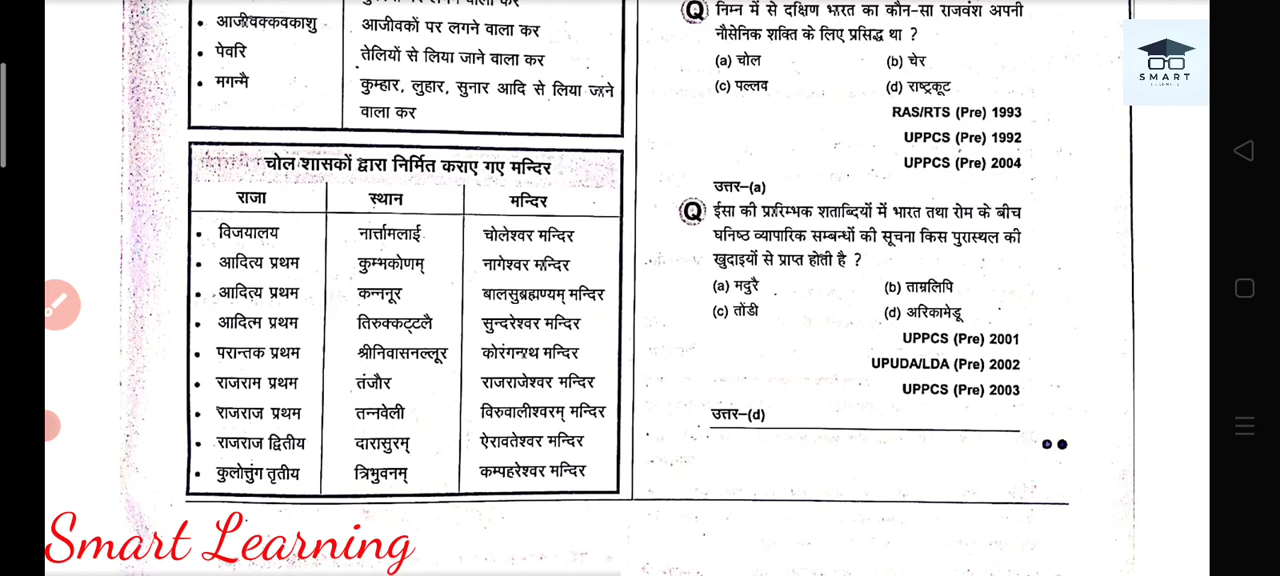 आजीवक्कवकाशु आजीवकों पर लगने वाला कर
पेवरि तेलियों से लिया जाने वाला कर
मगन्मै कुम्हार, लुहार, सुनार आदि से लिया जाने
वाला कर
चोल शासकों द्वारा निर्मित कराए गए मन्दिर
राजा स्थान मन्दिर
विजयालय नार्त्तामलाई चोलेश्वर मन्दिर
आदित्य प्रथम कुम्भकोणम् नागेश्वर मन्दिर
आदित्य प्रथम कन्ननूर बालसुब्रह्मण्यम् मन्दिर
आदित्म प्रथम तिरुक्कट्टलै सुन्दरेश्वर मन्दिर
परान्तक प्रथम श्रीनिवासनल्लूर कोरंगनाथ मन्दिर
राजराम प्रथम तंजौर राजराजेश्वर मन्दिर
राजराज प्रथम तन्नवेली विरुवालीश्वरम् मन्दिर
राजराज द्वितीय दारासुरम् ऐरावतेश्वर मन्दिर
कुलोत्तुंग तृतीय त्रिभुवनम् कम्पहरेश्वर मन्दिर
Q निम्न में से दक्षिण भारत का कौन-सा राजवंश अपनी
नौसेनिक शक्ति के लिए प्रसिद्ध था ?
(a) चोल (b) चेर
(c) पल्लव (d) राष्ट्रकूट
RAS/RTS (Pre) 1993
UPPCS (Pre) 1992
UPPCS (Pre) 2004
उत्तर–(a)
Q ईसा की प्रारम्भिक शताब्दियों में भारत तथा रोम के बीच
घनिष्ठ व्यापारिक सम्बन्धों की सूचना किस पुरास्थल की
खुदाइयों से प्राप्त होती है ?
(a) मदुरै (b) ताम्रलिपि
(c) तोंडी (d) अरिकामेडू
UPPCS (Pre) 2001
UPUDA/LDA (Pre) 2002
UPPCS (Pre) 2003
उत्तर–(d)
SMART
Smart Learning